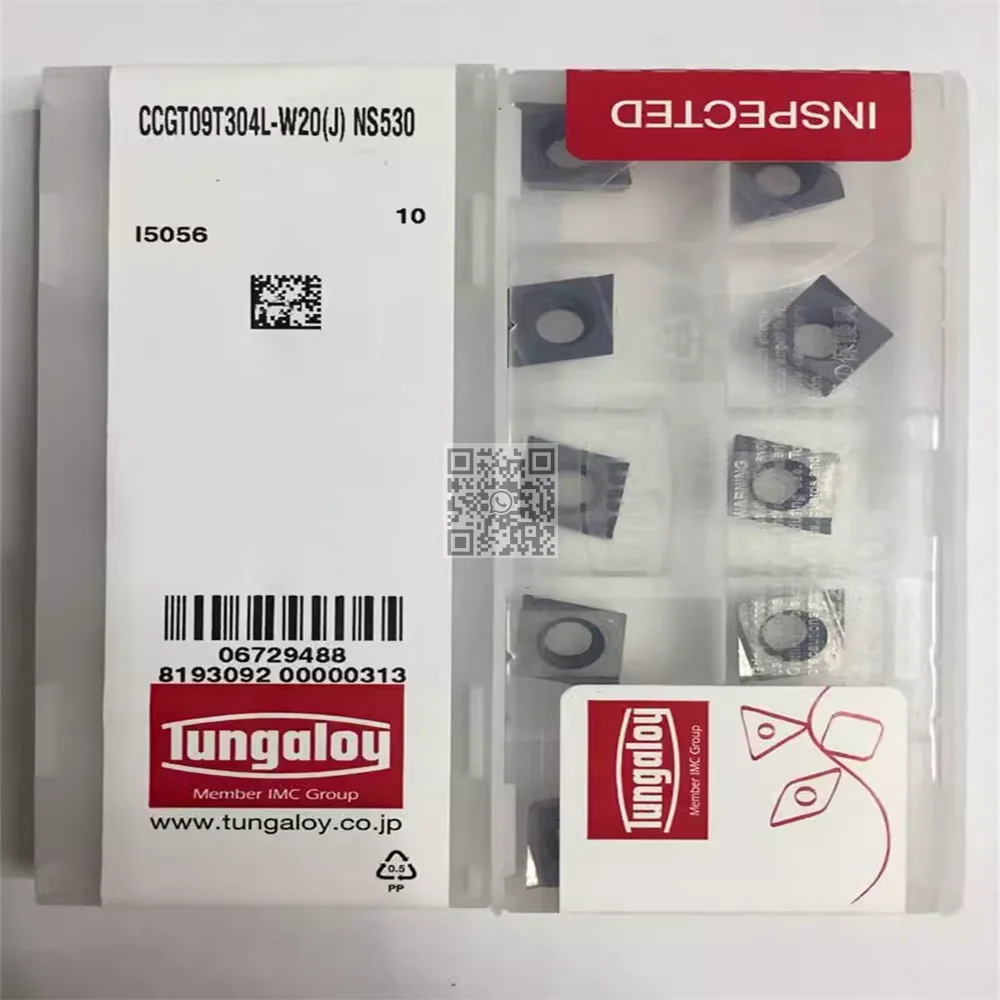 CCGT09T304L-W20(J) NS530
10
I5056
06729488
8193092 00000313
Tungaloy
Member IMC Group
www.tungaloy.co.jp
0.5
PP
INSPECTED
WARNING
Tungaloy
Member IMC Group